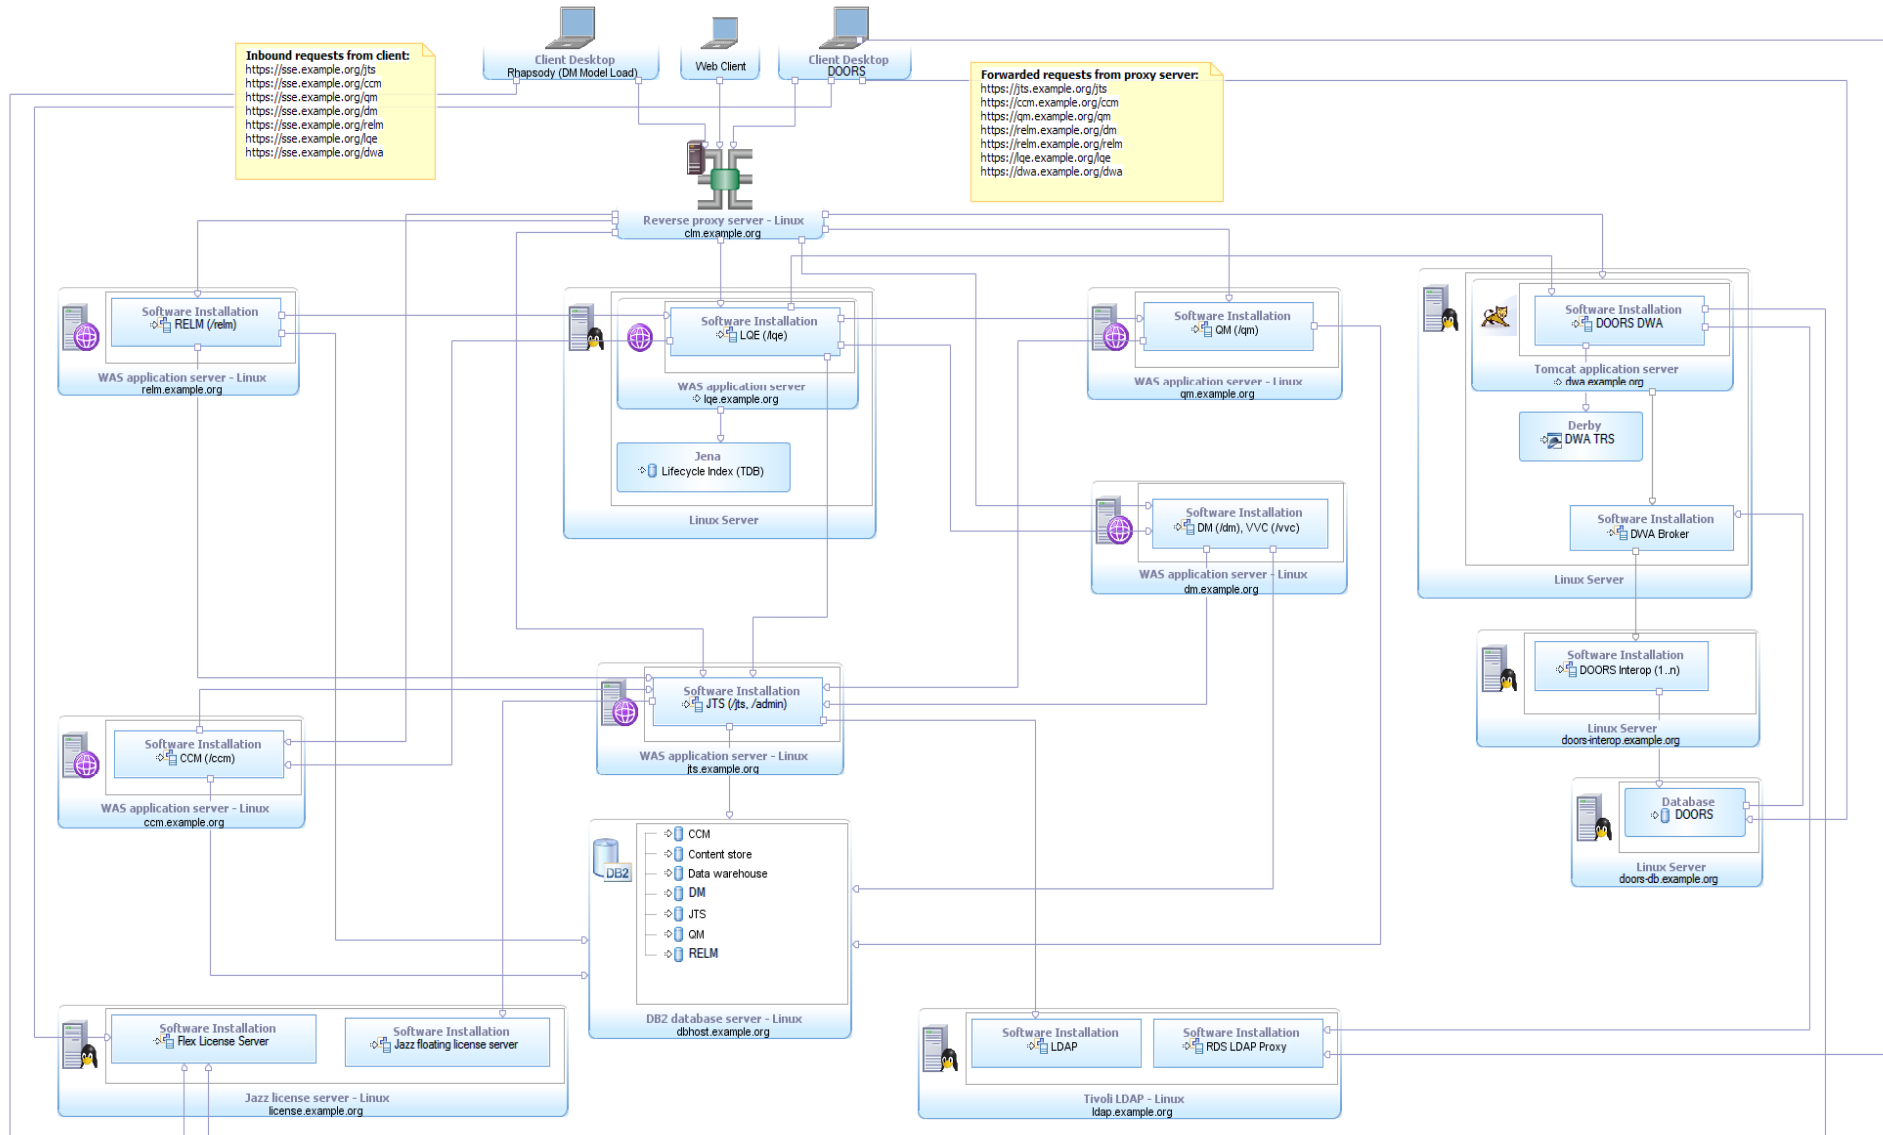 Client Desktop
Rhapsody (DM Model Load)
Web Client
Client Desktop
DOORS
Inbound requests from client:
https://sse.example.org/jts
https://sse.example.org/ccm
https://sse.example.org/qm
https://sse.example.org/dm
https://sse.example.org/relm
https://sse.example.org/lqe
https://sse.example.org/dwa
Forwarded requests from proxy server:
https://jts.example.org/jts
https://ccm.example.org/ccm
https://qm.example.org/qm
https://relm.example.org/dm
https://relm.example.org/relm
https://lqe.example.org/lqe
https://dwa.example.org/dwa
Reverse proxy server - Linux
clm.example.org
Software Installation
RELM (/relm)
WAS application server - Linux
relm.example.org
Software Installation
LQE (/lqe)
WAS application server
lqe.example.org
Jena
Lifecycle Index (TDB)
Linux Server
Software Installation
QM (/qm)
WAS application server - Linux
qm.example.org
Software Installation
DOORS DWA
Tomcat application server
dwa.example.org
Derby
DWA TRS
Software Installation
DWA Broker
Linux Server
Software Installation
DM (/dm), VVC (/vvc)
WAS application server - Linux
dm.example.org
Software Installation
DOORS Interop (1..n)
Linux Server
doors-interop.example.org
Software Installation
JTS (/jts, /admin)
WAS application server - Linux
jts.example.org
Software Installation
CCM (/ccm)
WAS application server - Linux
ccm.example.org
Database
DOORS
Linux Server
doors-db.example.org
DB2
CCM
Content store
Data warehouse
DM
JTS
QM
RELM
DB2 database server - Linux
dbhost.example.org
Software Installation
Flex License Server
Software Installation
Jazz floating license server
Jazz license server - Linux
license.example.org
Software Installation
LDAP
Software Installation
RDS LDAP Proxy
Tivoli LDAP - Linux
ldap.example.org